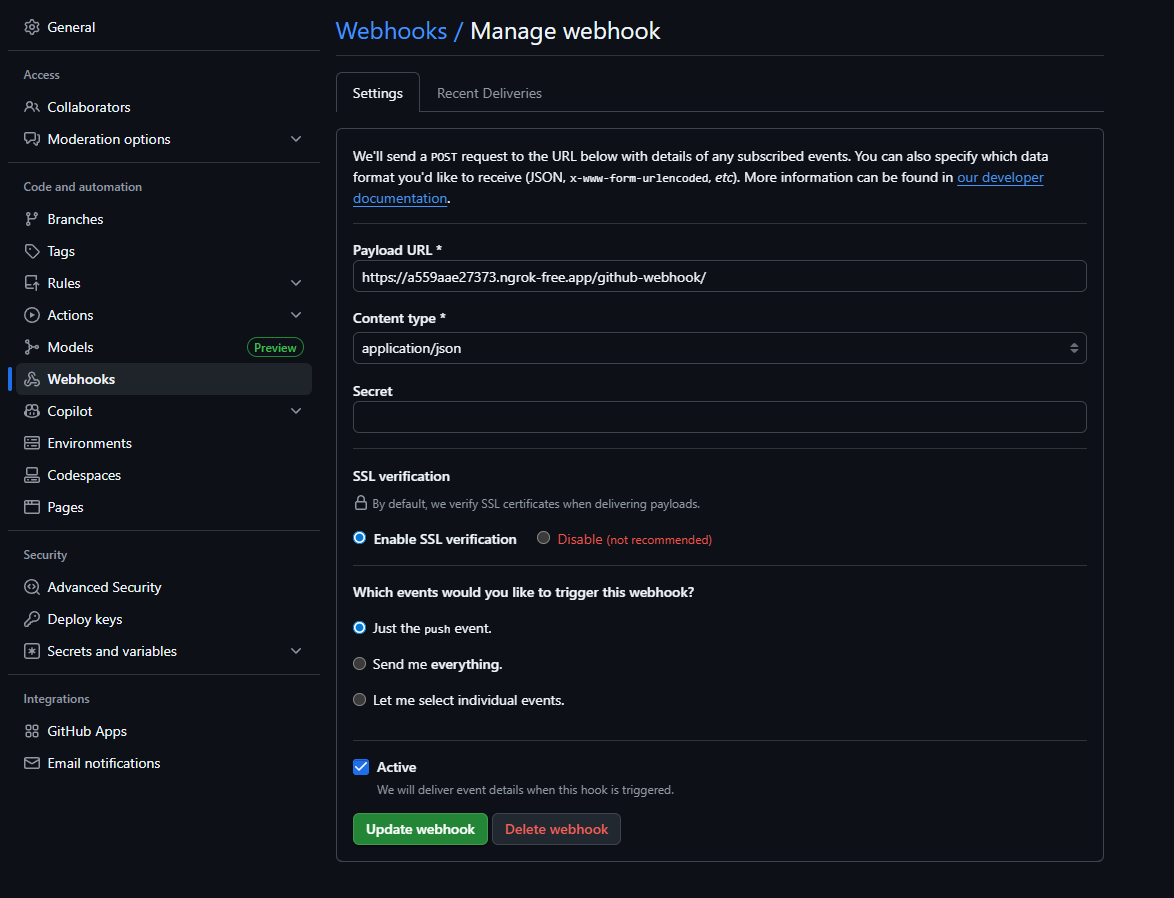 General
Access
Collaborators
Moderation options
Code and automation
Branches
Tags
Rules
Actions
Models
Preview
Webhooks
Copilot
Environments
Codespaces
Pages
Security
Advanced Security
Deploy keys
Secrets and variables
Integrations
GitHub Apps
Email notifications
Webhooks / Manage webhook
Settings
Recent Deliveries
We'll send a POST request to the URL below with details of any subscribed events. You can also specify which data
format you'd like to receive (JSON, x-www-form-urlencoded, etc). More information can be found in our developer
documentation.
Payload URL *
https://a559aae27373.ngrok-free.app/github-webhook/
Content type *
application/json
Secret
SSL verification
By default, we verify SSL certificates when delivering payloads.
Enable SSL verification
Disable (not recommended)
Which events would you like to trigger this webhook?
Just the push event.
Send me everything.
Let me select individual events.
Active
We will deliver event details when this hook is triggered.
Update webhook
Delete webhook